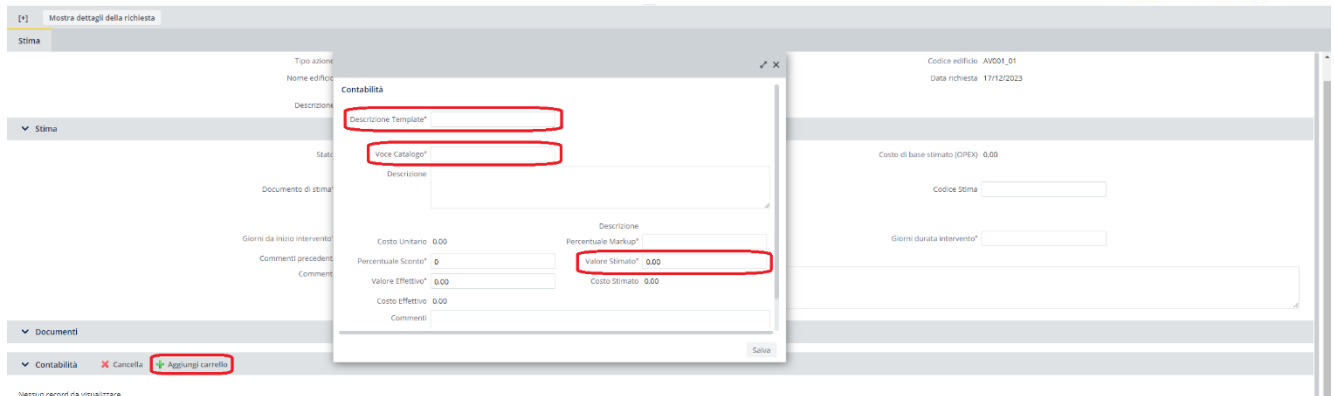 [+] Mostra dettagli della richiesta
Stima
Tipo azione
Nome edificio
Descrizione
Codice edificio AV001_01
Data richiesta 17/12/2023
Stima
Stato
Documento di stima*
Giorni da inizio intervento*
Commenti precedent
Comment
Costo di base stimato (OPEX) 0,00
Codice Stima
Giorni durata intervento*
Contabilità
Descrizione Template*
Voce Catalogo*
Descrizione
Descrizione
Costo Unitario 0.00 Percentuale Markup*
Percentuale Sconto* 0 Valore Stimato* 0.00
Valore Effettivo* 0.00 Costo Stimato 0.00
Costo Effettivo 0.00
Commenti
Salva
Documenti
Contabilità Cancella Aggiungi carrello
Nessun record da visualizzare